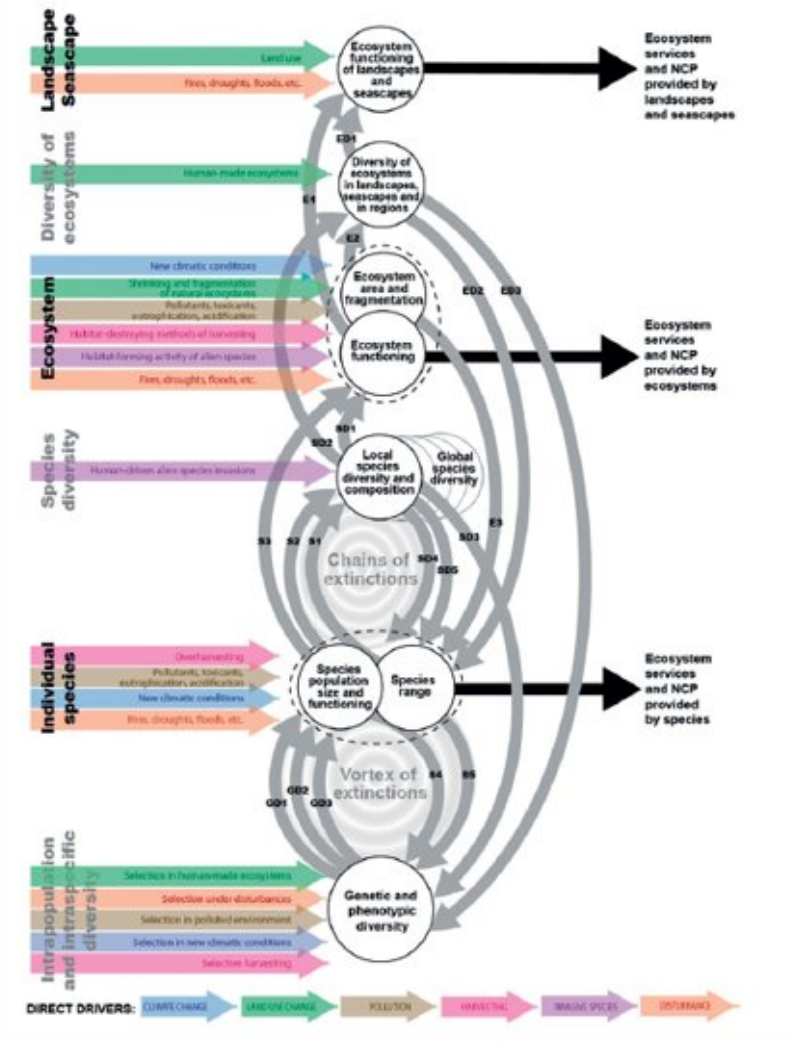 Landscape
Seascape
Land use
Fires, droughts, floods, etc.
Ecosystem
functioning
of landscapes
and
seascapes
Ecosystem
services
and NCP
provided by
landscapes
and seascapes
ED1
Diversity of
ecosystems
Human-made ecosystems
Diversity of
ecosystems
in landscapes,
seascapes and
in regions
E1
E2
ED2
ED3
Ecosystem
New climatic conditions
Shrinking and fragmentation
of natural ecosystems
Pollutants, toxicants,
eutrophication, acidification
Habitat-destroying methods of harvesting
Habitat-forming activity of alien species
Fires, droughts, floods, etc.
Ecosystem
area and
fragmentation
Ecosystem
functioning
Ecosystem
services
and NCP
provided by
ecosystems
SD1
SD2
Species
diversity
Human-driven alien species invasions
Local
species
diversity and
composition
Global
species
diversity
S3
S2
S1
E3
SD3
SD4
SD5
Chains of
extinctions
Individual
species
Overharvesting
Pollutants, toxicants,
eutrophication, acidification
New climatic conditions
Fires, droughts, floods, etc.
Species
population
size and
functioning
Species
range
Ecosystem
services
and NCP
provided
by species
Vortex of
extinctions
S4
S5
GD2
GD1
GD3
Intrapopulation
and intraspecific
diversity
Selection in human-made ecosystems
Selection under disturbances
Selection in polluted environment
Selection in new climatic conditions
Selective harvesting
Genetic and
phenotypic
diversity
DIRECT DRIVERS:
CLIMATE CHANGE
LAND USE CHANGE
POLLUTION
HARVESTING
INVASIVE SPECIES
DISTURBANCE